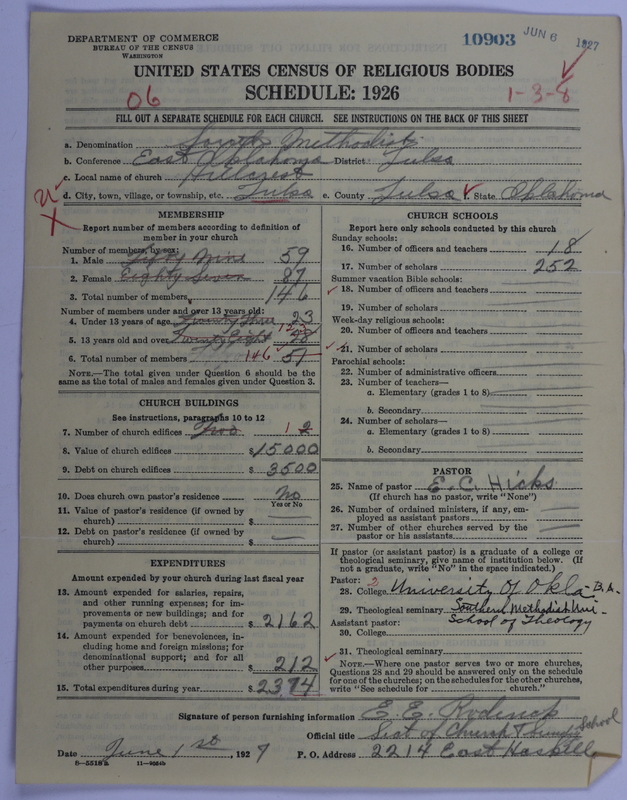 DEPARTMENT OF COMMERCE
BUREAU OF THE CENSUS
WASHINGTON
10903 JUN 6 1927
UNITED STATES CENSUS OF RELIGIOUS BODIES
SCHEDULE: 1926
06
1-3-8
FILL OUT A SEPARATE SCHEDULE FOR EACH CHURCH. SEE INSTRUCTIONS ON THE BACK OF THIS SHEET
a. Denomination South Methodist
b. Conference East Oklahoma District Tulsa
c. Local name of church Hillcrest
d. City, town, village, or township, etc. Tulsa e. County Tulsa f. State Oklahoma
MEMBERSHIP
Report number of members according to definition of
member in your church
Number of members, by sex:
1. Male Fifty Nine 59
2. Female Eighty Seven 87
3. Total number of members 146
Number of members under and over 13 years old:
4. Under 13 years of age Twenty Three 23
5. 13 years old and over Twenty Eight 28
6. Total number of members 146 51
NOTE.—The total given under Question 6 should be the
same as the total of males and females given under Question 3.
CHURCH BUILDINGS
See instructions, paragraphs 10 to 12
7. Number of church edifices Two 1 2
8. Value of church edifices $15000
9. Debt on church edifices $3500
10. Does church own pastor's residence No
Yes or No
11. Value of pastor's residence (if owned by
church) $
12. Debt on pastor's residence (if owned by
church) $
EXPENDITURES
Amount expended by your church during last fiscal year
13. Amount expended for salaries, repairs,
and other running expenses; for im-
provements or new buildings; and for
payments on church debt $2162
14. Amount expended for benevolences, in-
cluding home and foreign missions; for
denominational support; and for all
other purposes $212
15. Total expenditures during year $2374
CHURCH SCHOOLS
Report here only schools conducted by this church
Sunday schools:
16. Number of officers and teachers 18
17. Number of scholars 252
Summer vacation Bible schools:
18. Number of officers and teachers
19. Number of scholars
Week-day religious schools:
20. Number of officers and teachers
21. Number of scholars
Parochial schools:
22. Number of administrative officers
23. Number of teachers—
a. Elementary (grades 1 to 8)
b. Secondary
24. Number of scholars—
a. Elementary (grades 1 to 8)
b. Secondary
PASTOR
25. Name of pastor E. C. Hicks
(If church has no pastor, write "None")
26. Number of ordained ministers, if any, em-
ployed as assistant pastors
27. Number of other churches served by the
pastor or his assistants
If pastor (or assistant pastor) is a graduate of a college or
theological seminary, give name of institution below. (If
not a graduate, write "No" in the space indicated.)
Pastor: 2
28. College University Of Okla - B.A.
29. Theological seminary Southern Methodist Uni -
Assistant pastor: School of Theology
30. College
31. Theological seminary
NOTE.—Where one pastor serves two or more churches,
Questions 28 and 29 should be answered only on the schedule
for one of the churches; on the schedules for the other churches,
write "See schedule for church."
Signature of person furnishing information E. E.
Official title of Church & School
Date June 1st, 1927 P. O. Address 2214 East Haskell
8-5518a 11-9064b